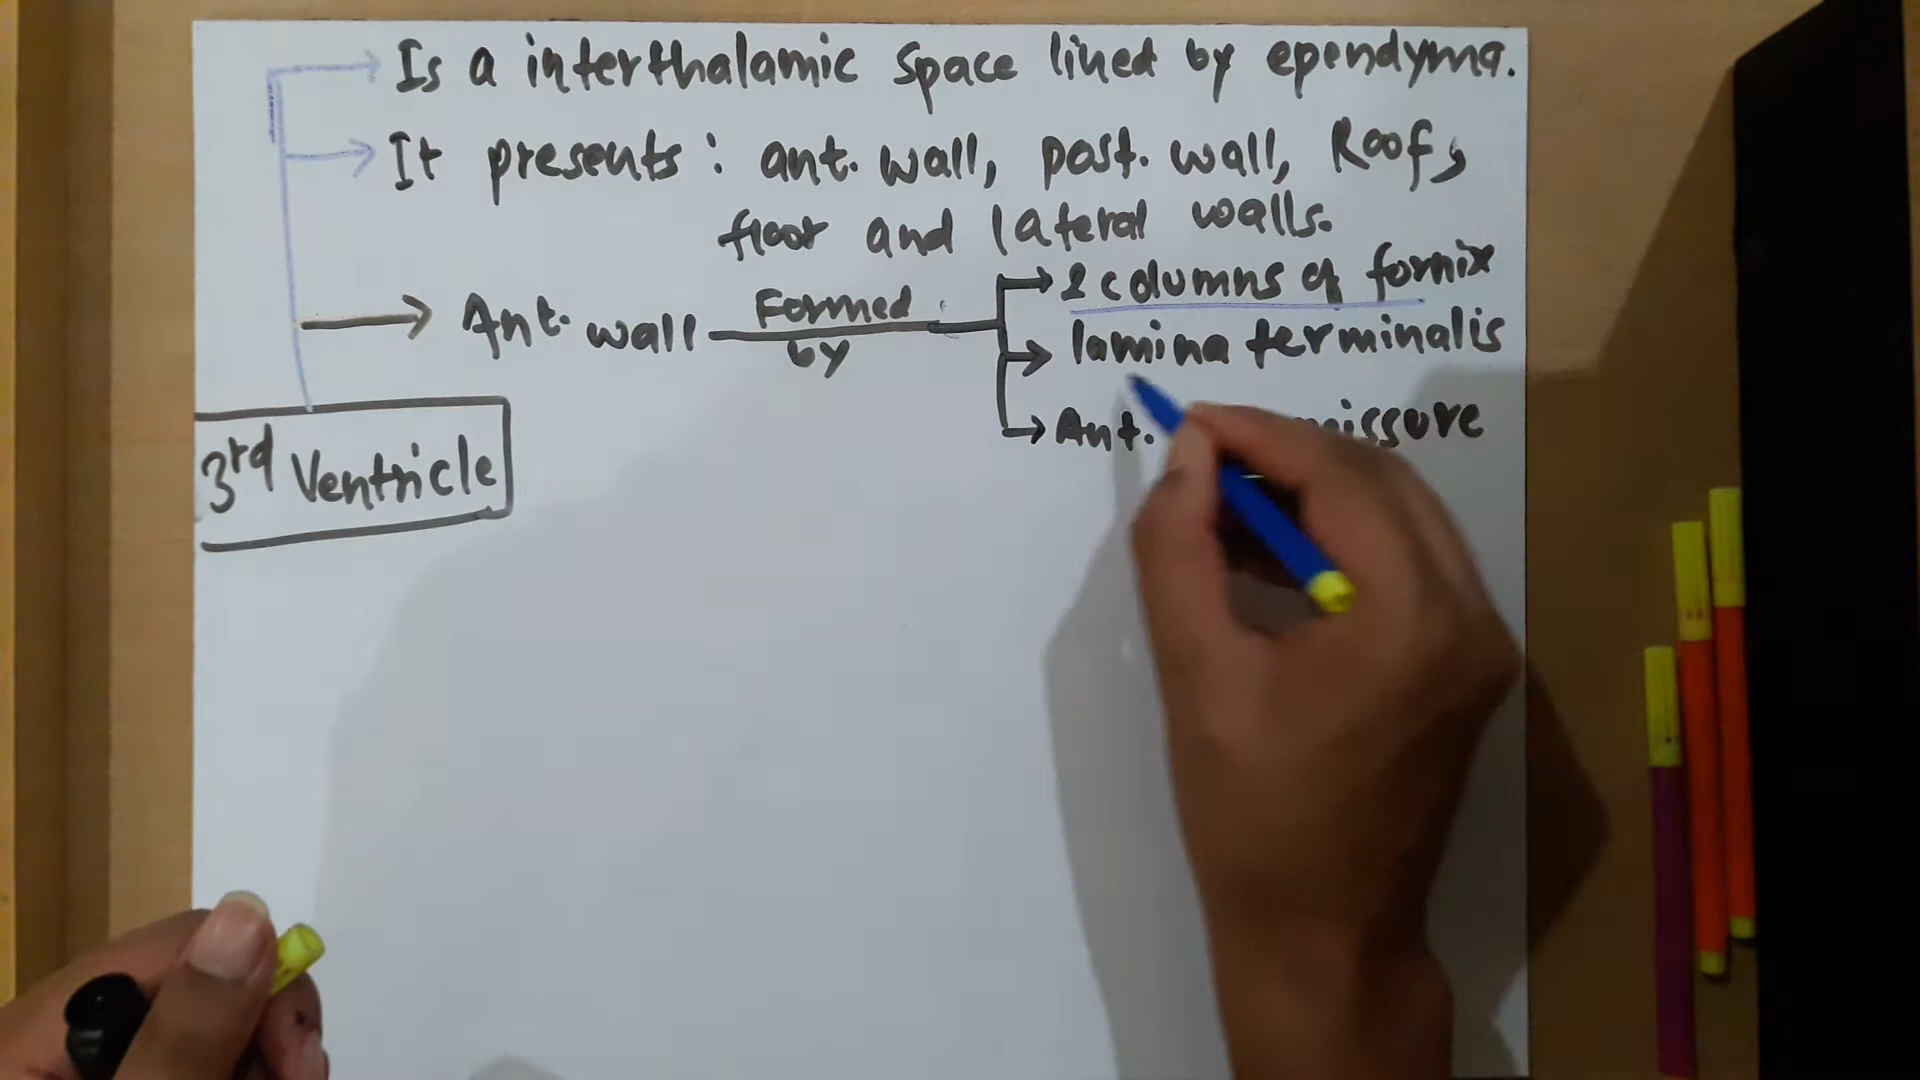 Is a interthalamic space lined by ependyma.
It presents: ant. wall, post. wall, Roof,
floor and lateral walls.
Ant. wall Formed by
2 columns of fornix
lamina terminalis
Ant.
3rd Ventricle